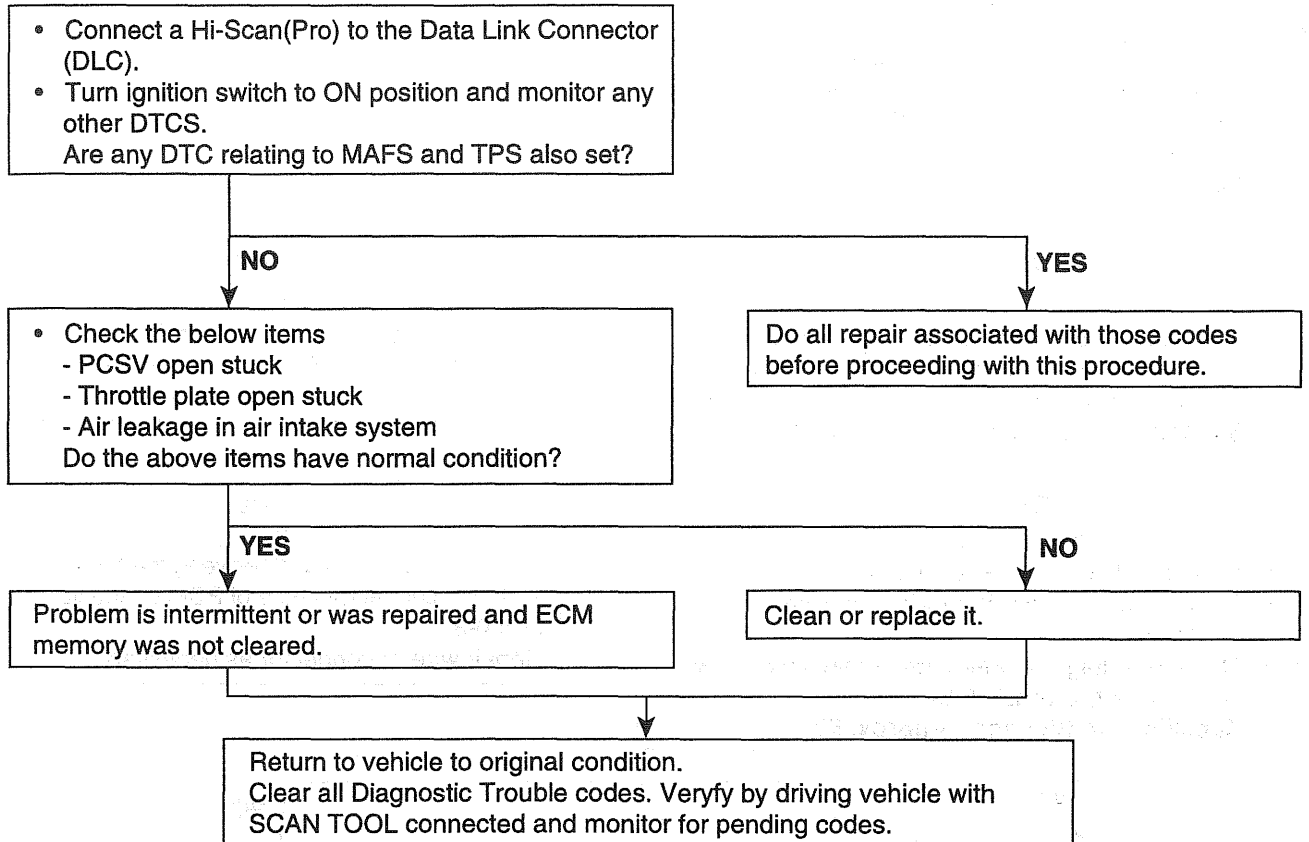 • Connect a Hi-Scan(Pro) to the Data Link Connector
(DLC).
• Turn ignition switch to ON position and monitor any
other DTCS.
Are any DTC relating to MAFS and TPS also set?
NO
YES
• Check the below items
- PCSV open stuck
- Throttle plate open stuck
- Air leakage in air intake system
Do the above items have normal condition?
Do all repair associated with those codes
before proceeding with this procedure.
YES
NO
Problem is intermittent or was repaired and ECM
memory was not cleared.
Clean or replace it.
Return to vehicle to original condition.
Clear all Diagnostic Trouble codes. Veryfy by driving vehicle with
SCAN TOOL connected and monitor for pending codes.